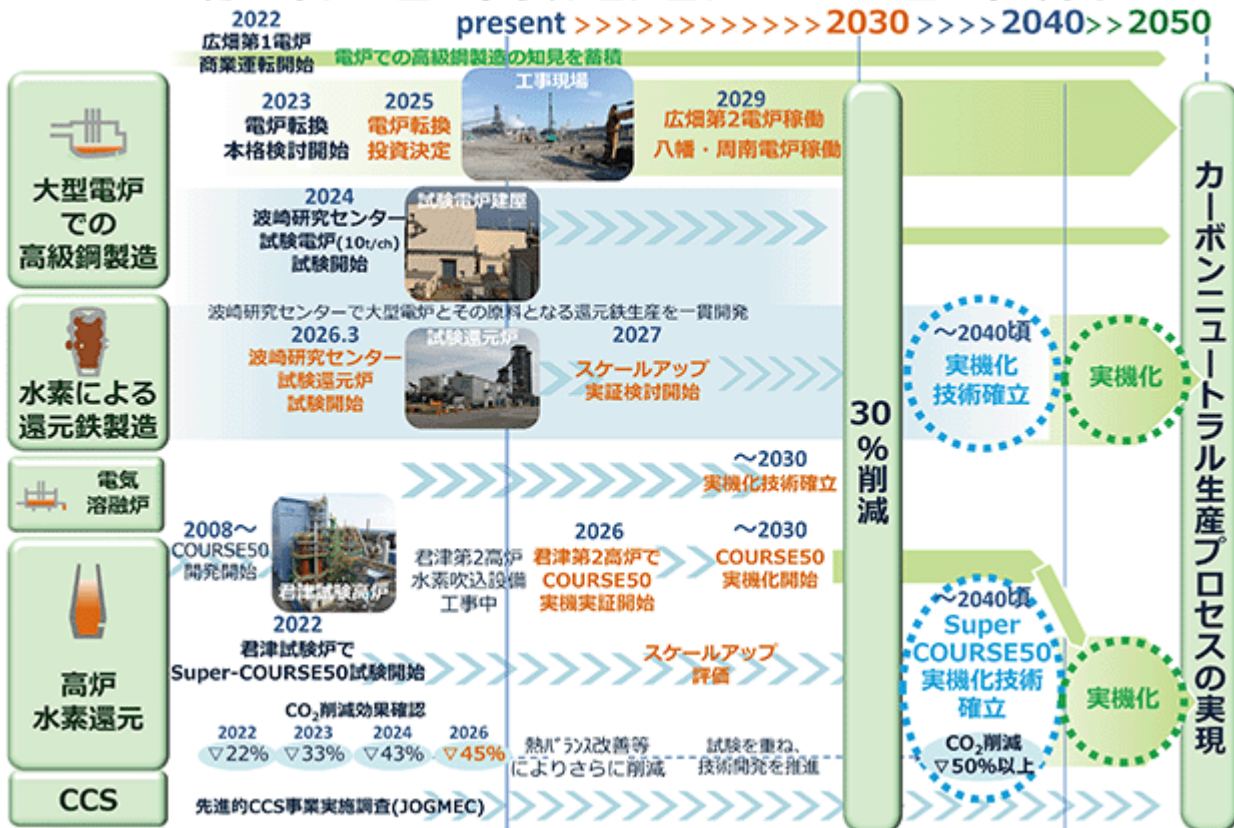 present >>>>>>>>>>>>> 2030 >>>> 2040 >> 2050
2022
広畑第1電炉
商業運転開始
電炉での高級鋼製造の知見を蓄積
大型電炉
での
高級鋼製造
2023
電炉転換
本格検討開始
2025
電炉転換
投資決定
工事現場
2029
広畑第2電炉稼働
八幡・周南電炉稼働
2024
波崎研究センター
試験電炉(10t/ch)
試験開始
試験電炉建屋
波崎研究センターで大型電炉とその原料となる還元鉄生産を一貫開発
水素による
還元鉄製造
2026.3
波崎研究センター
試験還元炉
試験開始
試験還元炉
2027
スケールアップ
実証検討開始
～2040頃
実機化
技術確立
実機化
電気
溶融炉
～2030
実機化技術確立
高炉
水素還元
2008～
COURSE50
開発開始
君津試験高炉
君津第2高炉
水素吹込設備
工事中
2026
君津第2高炉で
COURSE50
実機実証開始
～2030
COURSE50
実機化開始
2022
君津試験炉で
Super-COURSE50試験開始
スケールアップ
評価
～2040頃
Super
COURSE50
実機化技術
確立
CO2削減
▽50%以上
実機化
CO2削減効果確認
2022
▽22%
2023
▽33%
2024
▽43%
2026
▽45%
熱バランス改善等
によりさらに削減
試験を重ね、
技術開発を推進
CCS
先進的CCS事業実施調査(JOGMEC)
30%削減
カーボンニュートラル生産プロセスの実現